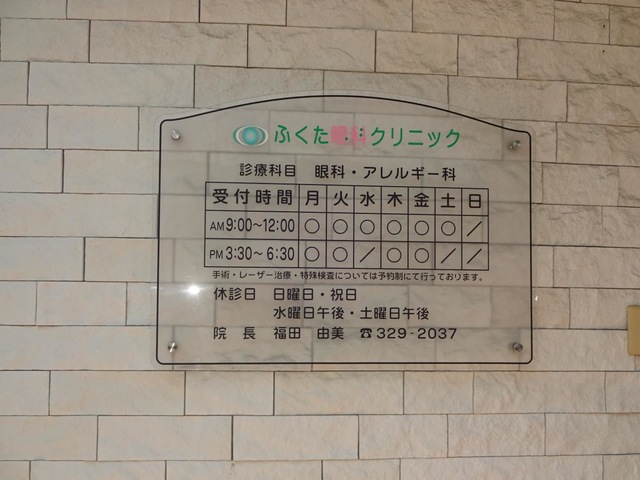 ふくた眼科クリニック
診療科目 眼科・アレルギー科
受付時間 月 火 水 木 金 土 日
AM 9:00~12:00 ○ ○ ○ ○ ○ ○ /
PM 3:30~6:30 ○ ○ / ○ ○ / /
手術・レーザー治療・特殊検査については予約制にて行っております。
休診日 日曜日・祝日
水曜日午後・土曜日午後
院長 福田 由美 ☎329-2037